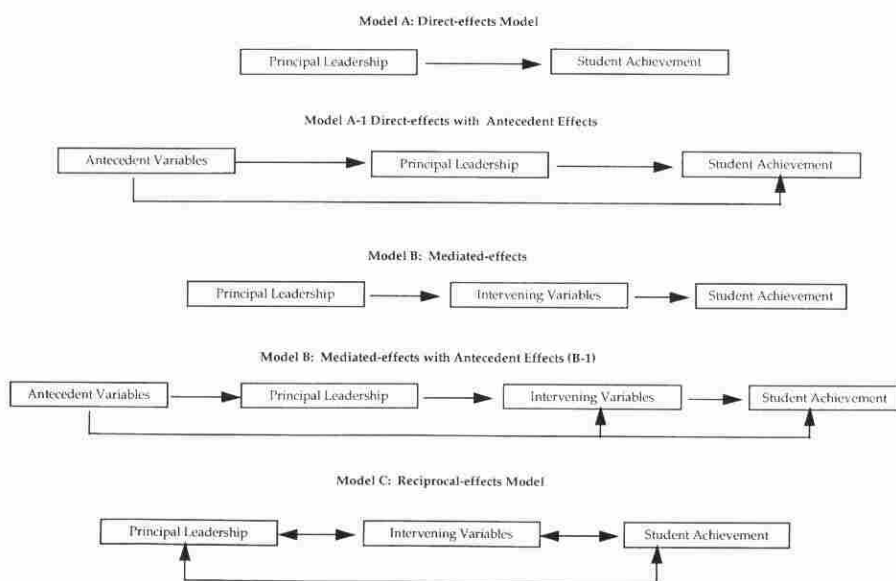 Model A: Direct-effects Model
Principal Leadership Student Achievement
Model A-1 Direct-effects with Antecedent Effects
Antecedent Variables Principal Leadership Student Achievement
Model B: Mediated-effects
Principal Leadership Intervening Variables Student Achievement
Model B: Mediated-effects with Antecedent Effects (B-1)
Antecedent Variables Principal Leadership Intervening Variables Student Achievement
Model C: Reciprocal-effects Model
Principal Leadership Intervening Variables Student Achievement